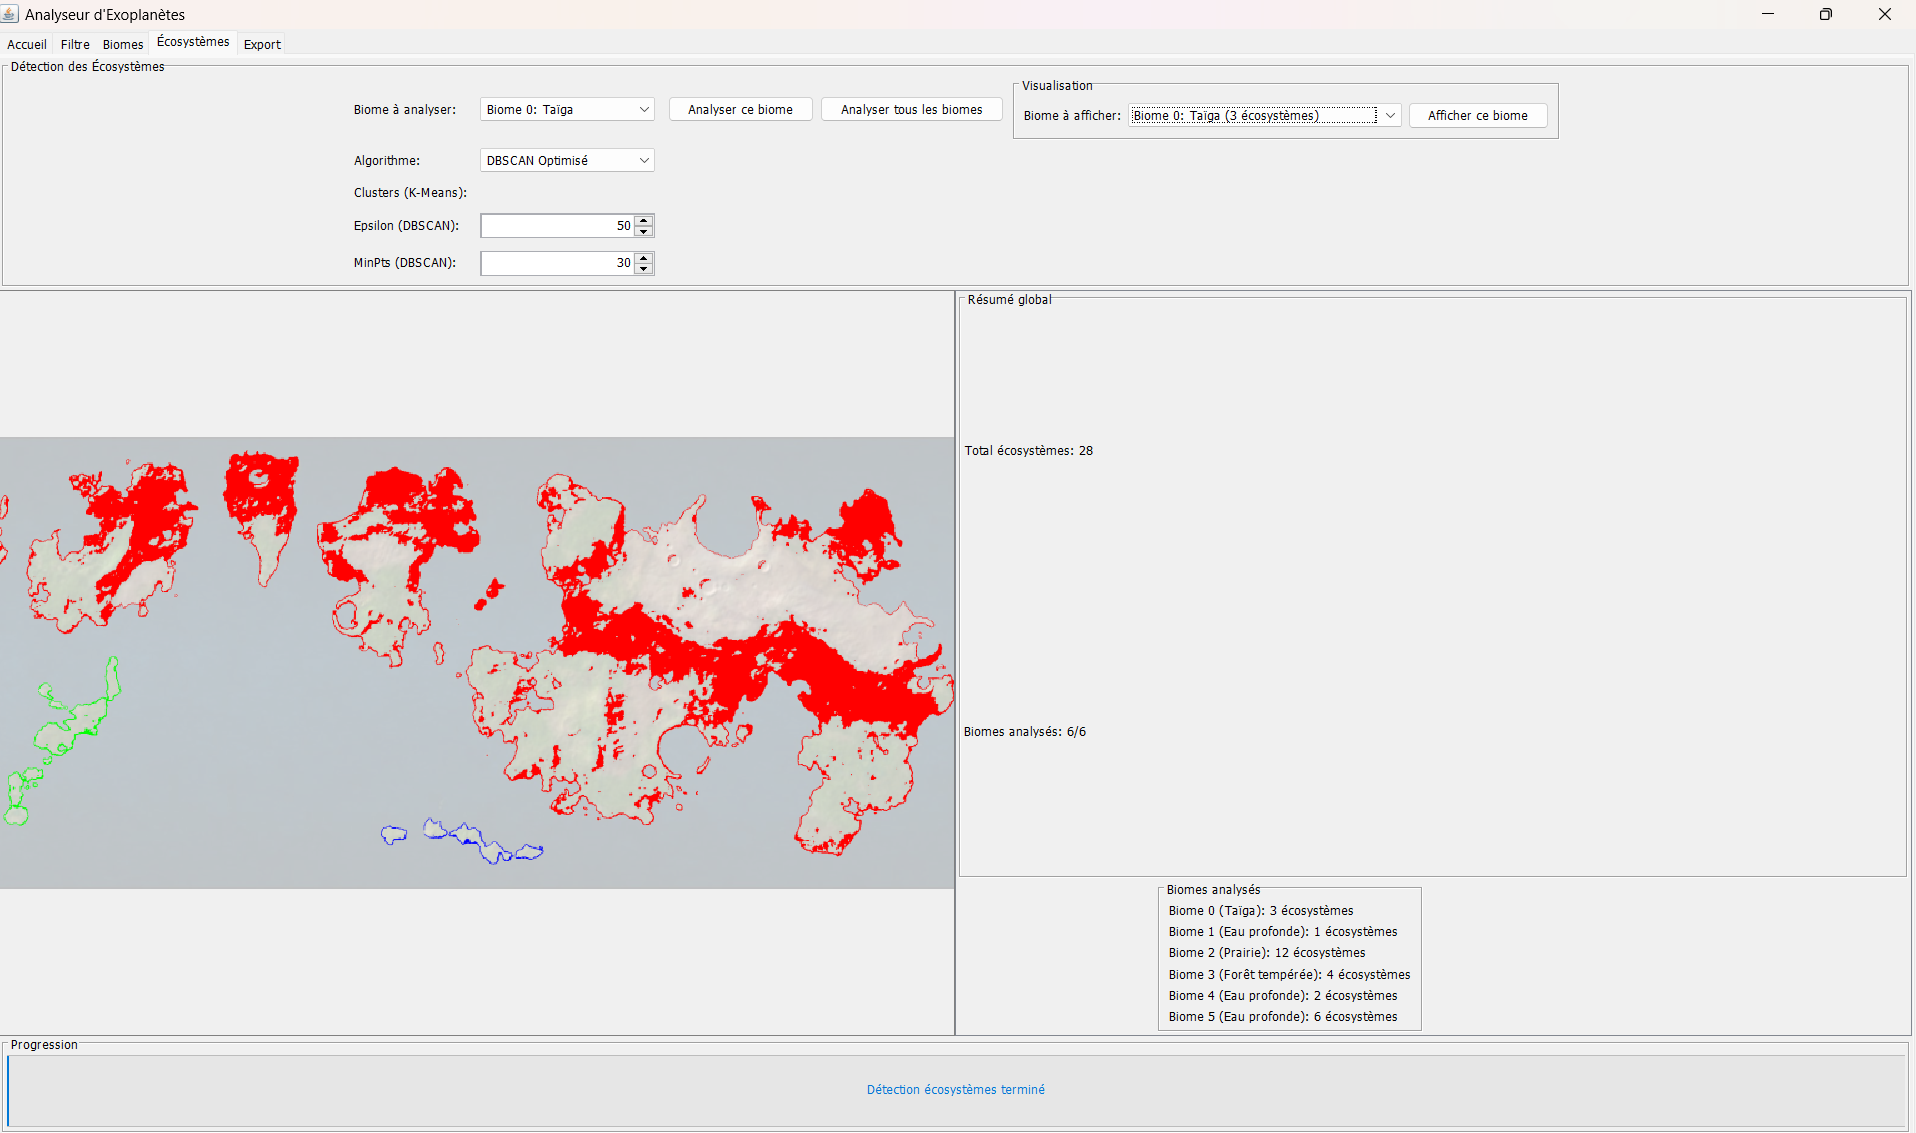 Analyseur d'Exoplanètes
Accueil Filtre Biomes Écosystèmes Export
Détection des Écosystèmes
Biome à analyser: Biome 0: Taïga Analyser ce biome Analyser tous les biomes
Visualisation
Biome à afficher: Biome 0: Taïga (3 écosystèmes) Afficher ce biome
Algorithme: DBSCAN Optimisé
Clusters (K-Means):
Epsilon (DBSCAN): 50
MinPts (DBSCAN): 30
Résumé global
Total écosystèmes: 28
Biomes analysés: 6/6
Biomes analysés
Biome 0 (Taïga): 3 écosystèmes
Biome 1 (Eau profonde): 1 écosystèmes
Biome 2 (Prairie): 12 écosystèmes
Biome 3 (Forêt tempérée): 4 écosystèmes
Biome 4 (Eau profonde): 2 écosystèmes
Biome 5 (Eau profonde): 6 écosystèmes
Progression
Détection écosystèmes terminé